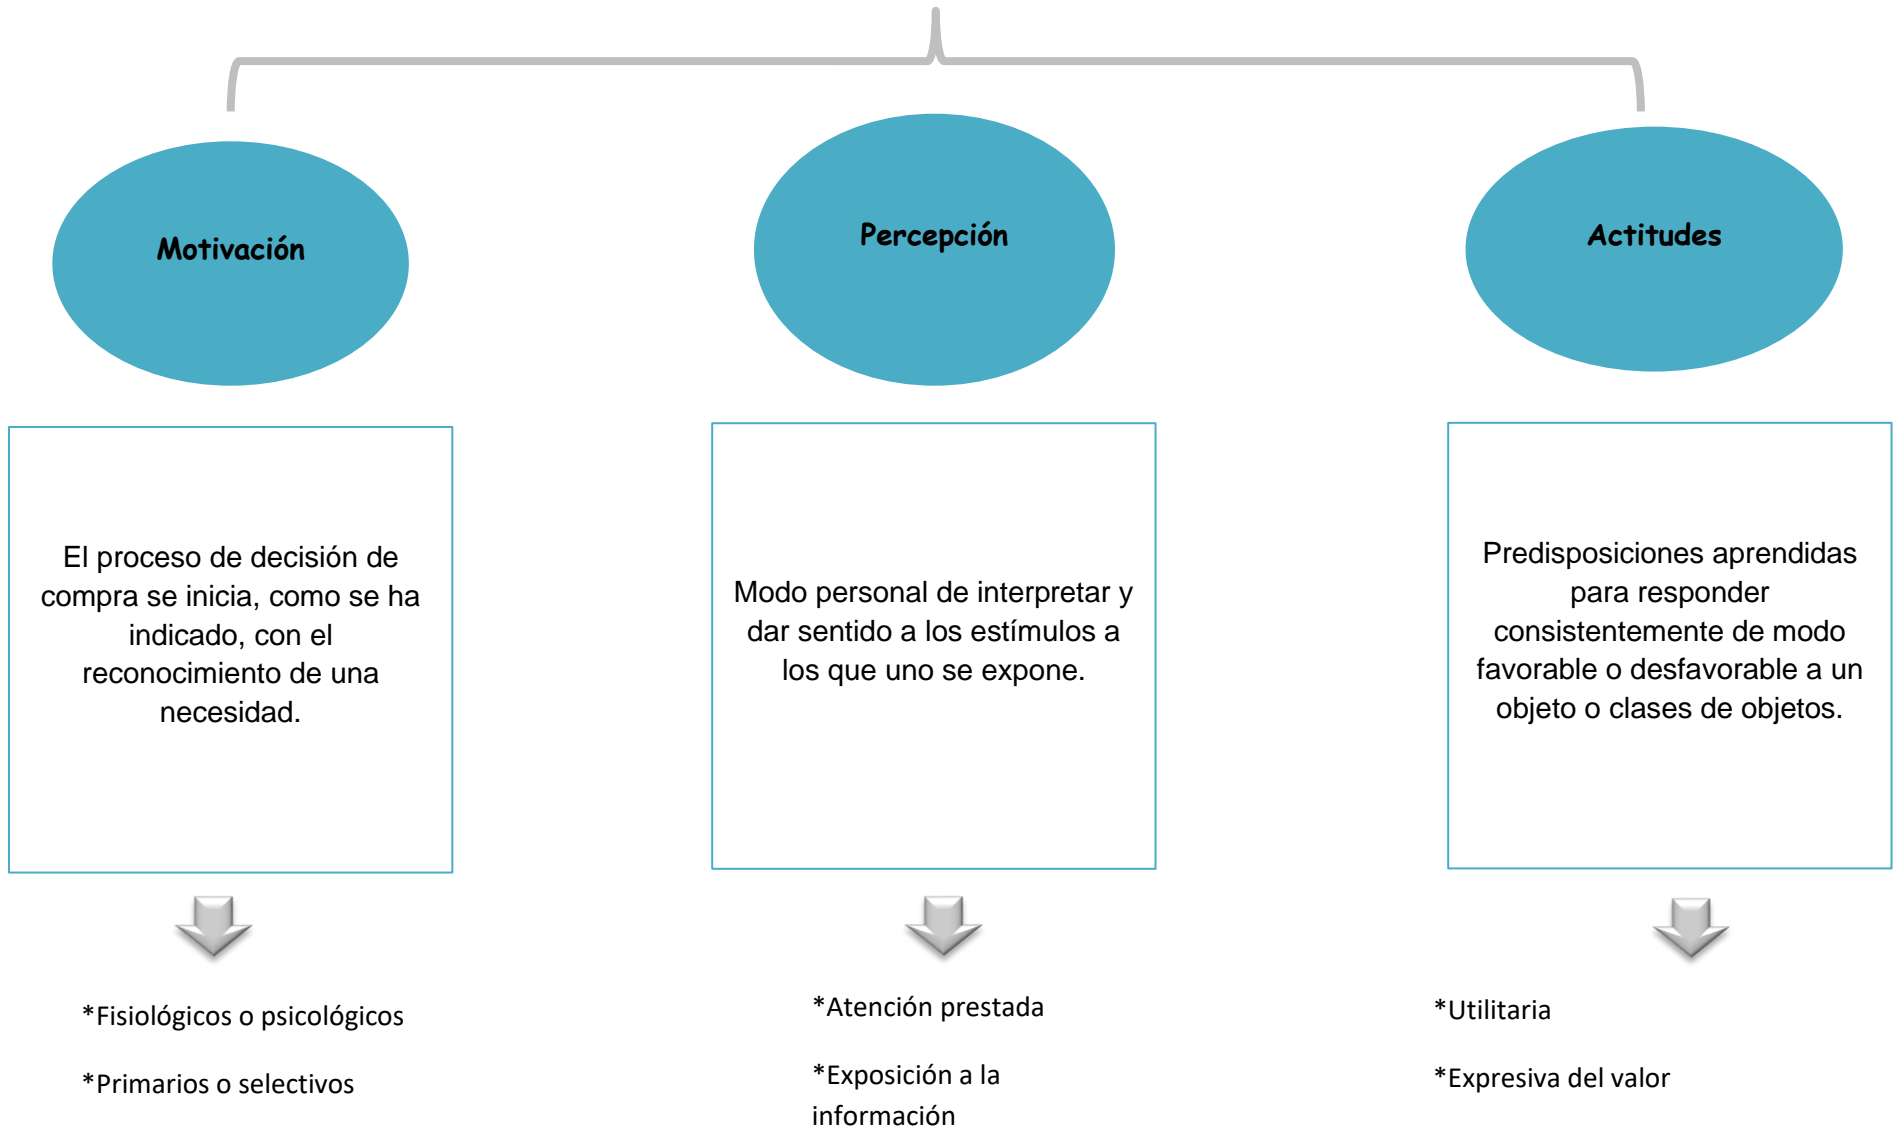 Motivación
Percepción
Actitudes
El proceso de decisión de
compra se inicia, como se ha
indicado, con el
reconocimiento de una
necesidad.
Modo personal de interpretar y
dar sentido a los estímulos a
los que uno se expone.
Predisposiciones aprendidas
para responder
consistentemente de modo
favorable o desfavorable a un
objeto o clases de objetos.
*Fisiológicos o psicológicos
*Primarios o selectivos
*Atención prestada
*Exposición a la
información
*Utilitaria
*Expresiva del valor